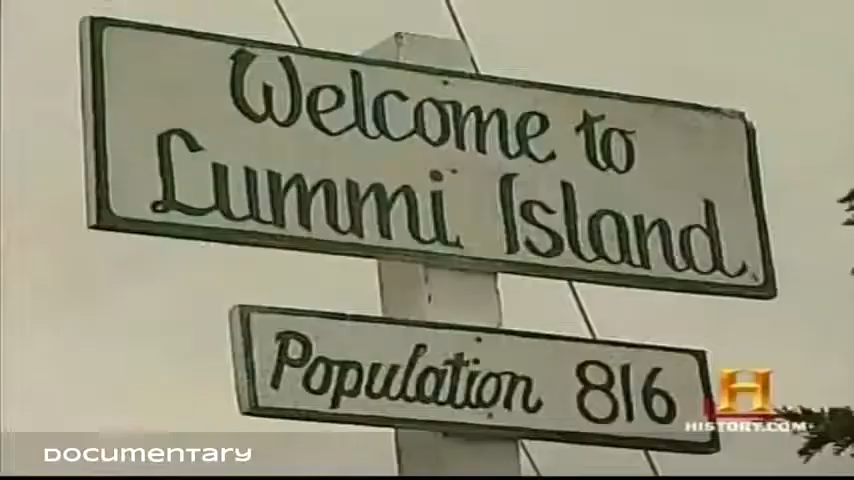 Welcome to
Lummi Island
Population 816
H
HISTORY.COM
Documentary